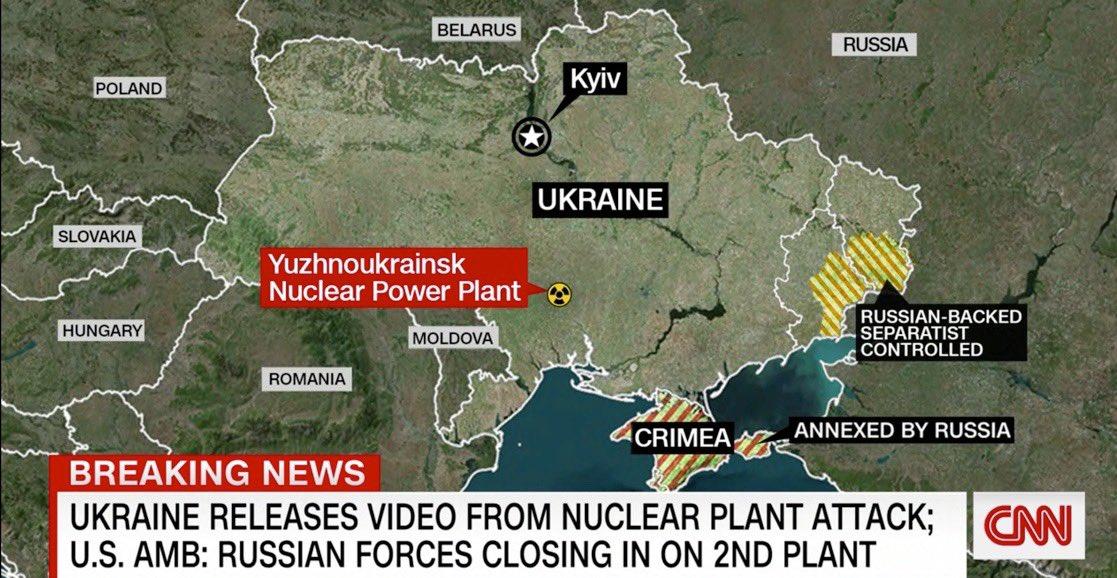 BELARUS
RUSSIA
POLAND
Kyiv
UKRAINE
SLOVAKIA
Yuzhnoukrainsk
Nuclear Power Plant
HUNGARY
MOLDOVA
RUSSIAN-BACKED
SEPARATIST
CONTROLLED
ROMANIA
CRIMEA
ANNEXED BY RUSSIA
BREAKING NEWS
UKRAINE RELEASES VIDEO FROM NUCLEAR PLANT ATTACK;
U.S. AMB: RUSSIAN FORCES CLOSING IN ON 2ND PLANT
CNN